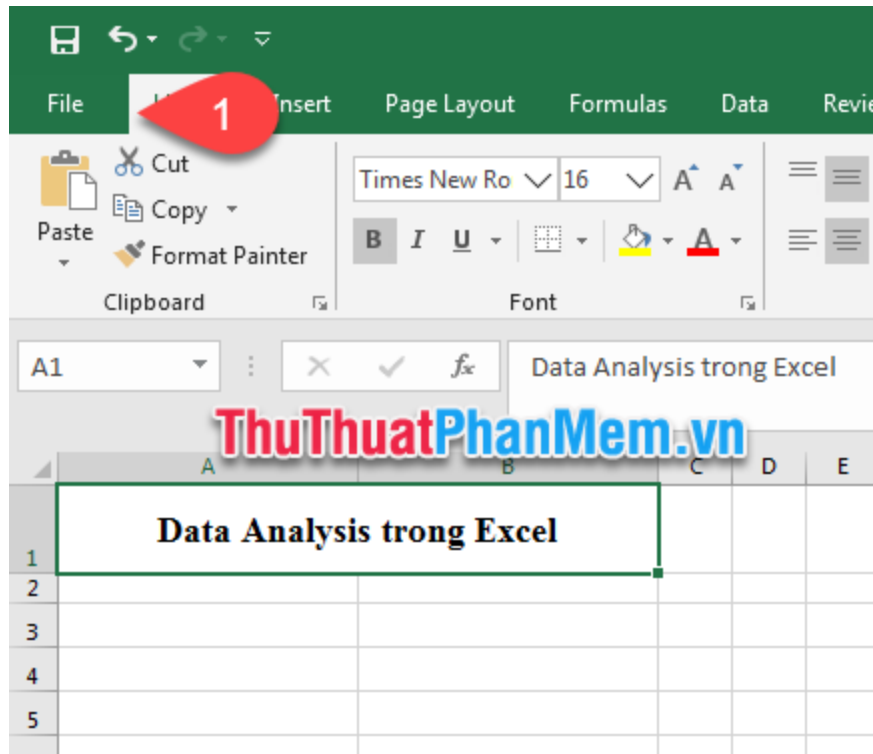 File 1 Insert Page Layout Formulas Data
Cut
Times New Ro 16 A A
Copy
Paste
B I U A
Format Painter
Clipboard Font
A1 fx Data Analysis trong Excel
ThuThuatPhanMem.vn
A B C D E
1 Data Analysis trong Excel
2
3
4
5